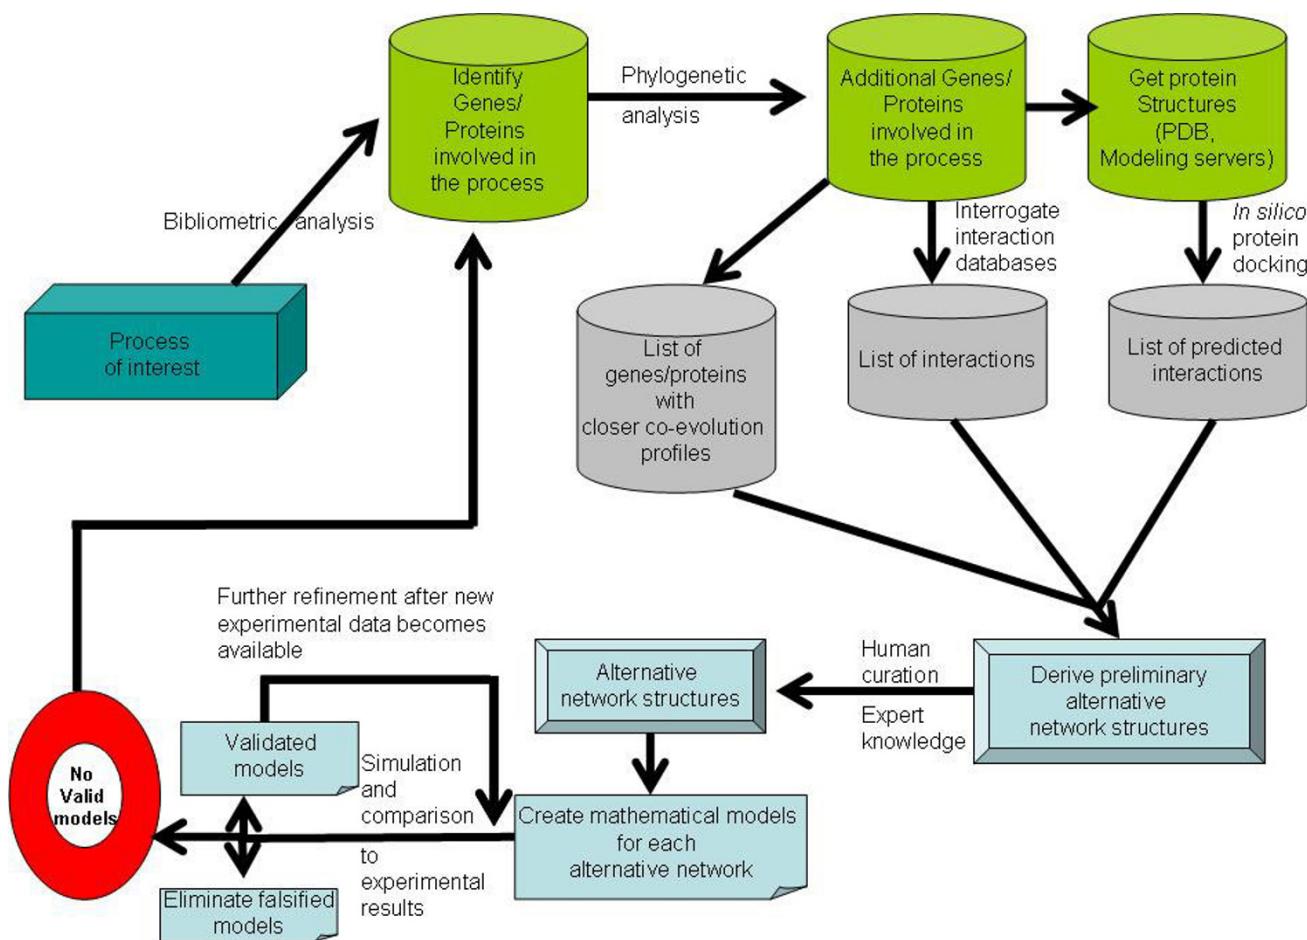 Identify
Genes/
Proteins
involved in
the process
Phylogenetic
analysis
Additional Genes/
Proteins
involved in
the process
Get protein
Structures
(PDB,
Modeling servers)
Bibliometric analysis
Interrogate
interaction
databases
In silico
protein
docking
Process
of interest
List of
genes/proteins
with
closer co-evolution
profiles
List of interactions
List of predicted
interactions
Further refinement after new
experimental data becomes
available
Alternative
network structures
Human
curation
Expert
knowledge
Derive preliminary
alternative
network structures
No
Valid
models
Validated
models
Simulation
and
comparison
to
experimental
results
Create mathematical models
for each
alternative network
Eliminate falsified
models